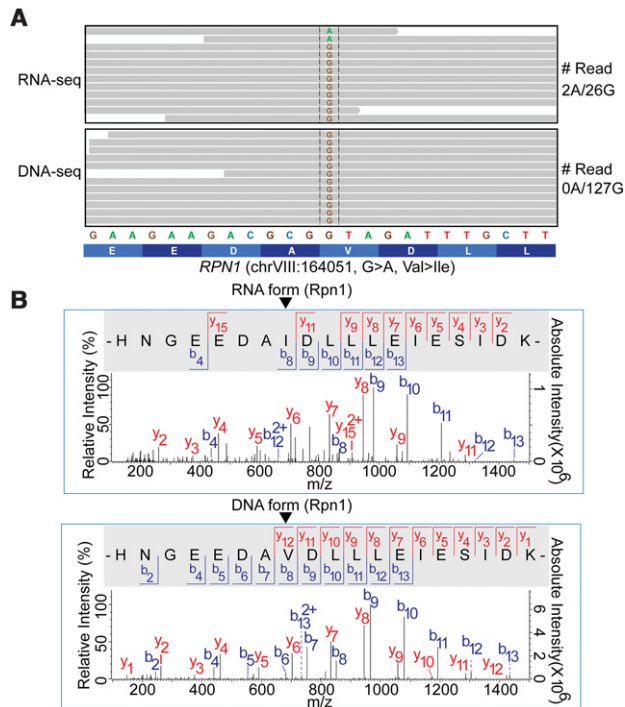 A
RNA-seq
A
A
G
G
G
G
G
G
G
G
G
G
# Read
2A/26G
DNA-seq
G
G
G
G
G
G
G
G
G
G
G
# Read
0A/127G
G A A G A A G A C G C G G T A G A T T T G C T T
E E D A V D L L
RPN1 (chrVIII:164051, G>A, Val>Ile)
B
RNA form (Rpn1)
y15 y11 y9 y8 y7 y6 y5 y4 y3 y2
-H N G E E D A I D L L L E I E S I D K-
b4 b8 b9 b10 b11 b12 b13
Relative Intensity (%)
Absolute Intensity(X10^6)
100
50
0
1
0
y2 y3 b4 y4 y5 b12^2+ y6 y7 b8 y15^2+ y8 b9 y9 b10 b11 y11 b12 b13
200 400 600 800 1000 1200 1400
m/z
DNA form (Rpn1)
y12 y11 y10 y9 y8 y7 y6 y5 y4 y3 y2 y1
-H N G E E D A V D L L L E I E S I D K-
b2 b4 b5 b6 b7 b8 b9 b10 b11 b12 b13
Relative Intensity (%)
Absolute Intensity(X10^6)
100
50
0
6
4
2
0
y1 b2 y2 y3 b4 y4 b5 y5 b6 y6 b13^2+ b7 y7 b8 y8 b9 y9 b10 y10 b11 y11 b12 y12 b13
200 400 600 800 1000 1200 1400
m/z